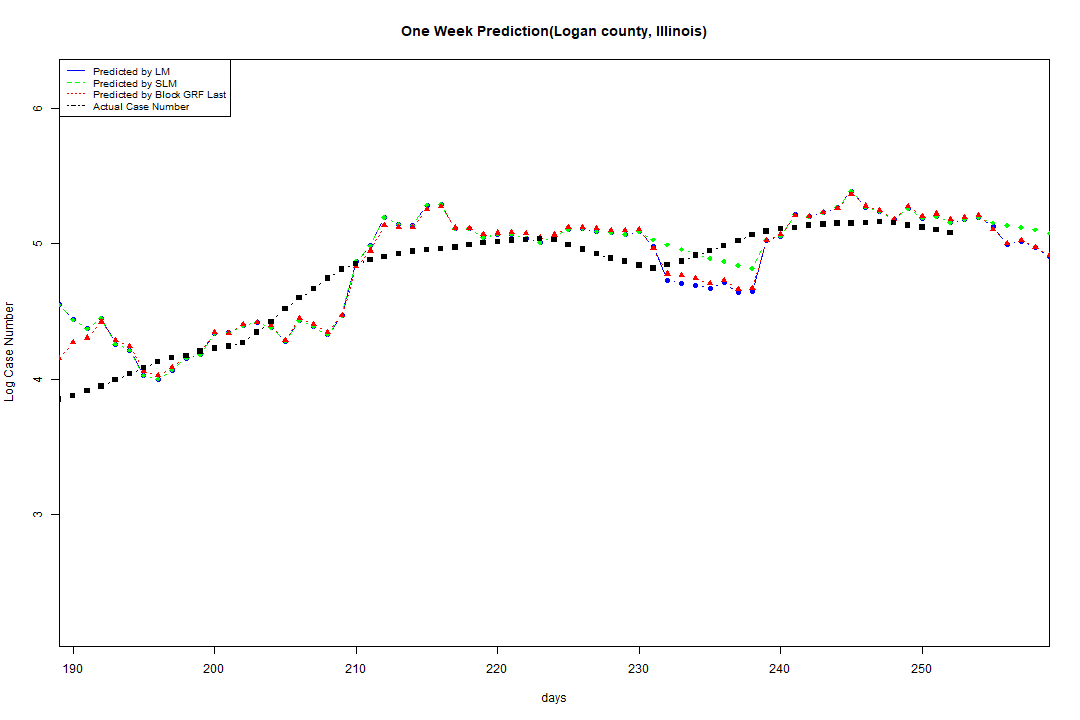 One Week Prediction(Logan county, Illinois)
Predicted by LM
Predicted by SLM
Predicted by Block GRF Last
Actual Case Number
6
5
4
3
Log Case Number
190 200 210 220 230 240 250
days